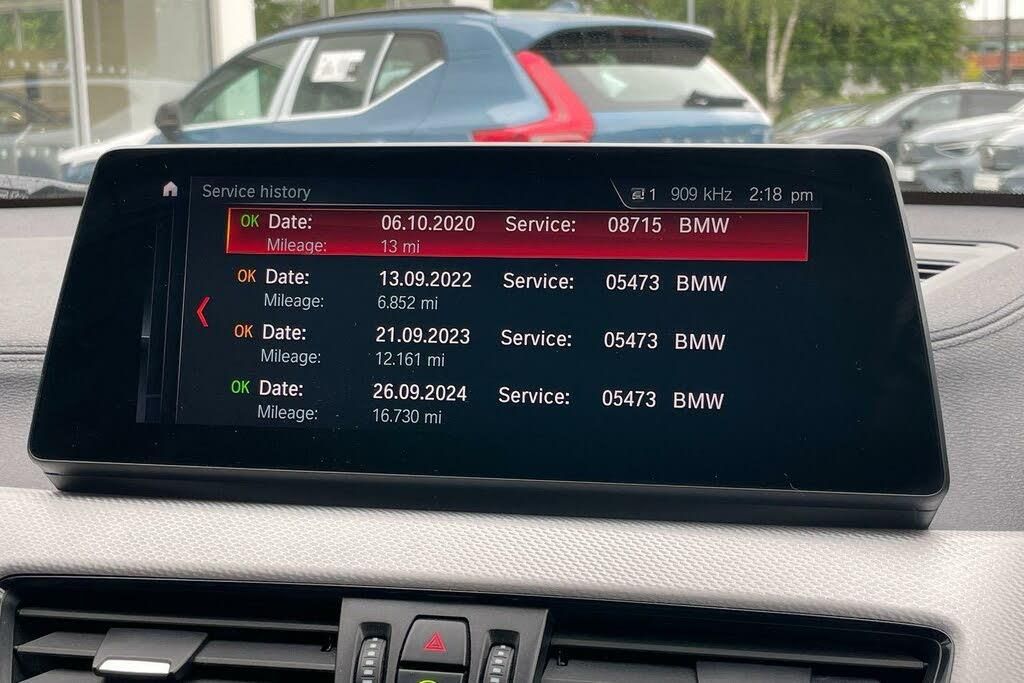 Service history 1 909 kHz 2:18 pm
OK Date: 06.10.2020 Service: 08715 BMW
Mileage: 13 mi
OK Date: 13.09.2022 Service: 05473 BMW
Mileage: 6.852 mi
OK Date: 21.09.2023 Service: 05473 BMW
Mileage: 12.161 mi
OK Date: 26.09.2024 Service: 05473 BMW
Mileage: 16.730 mi